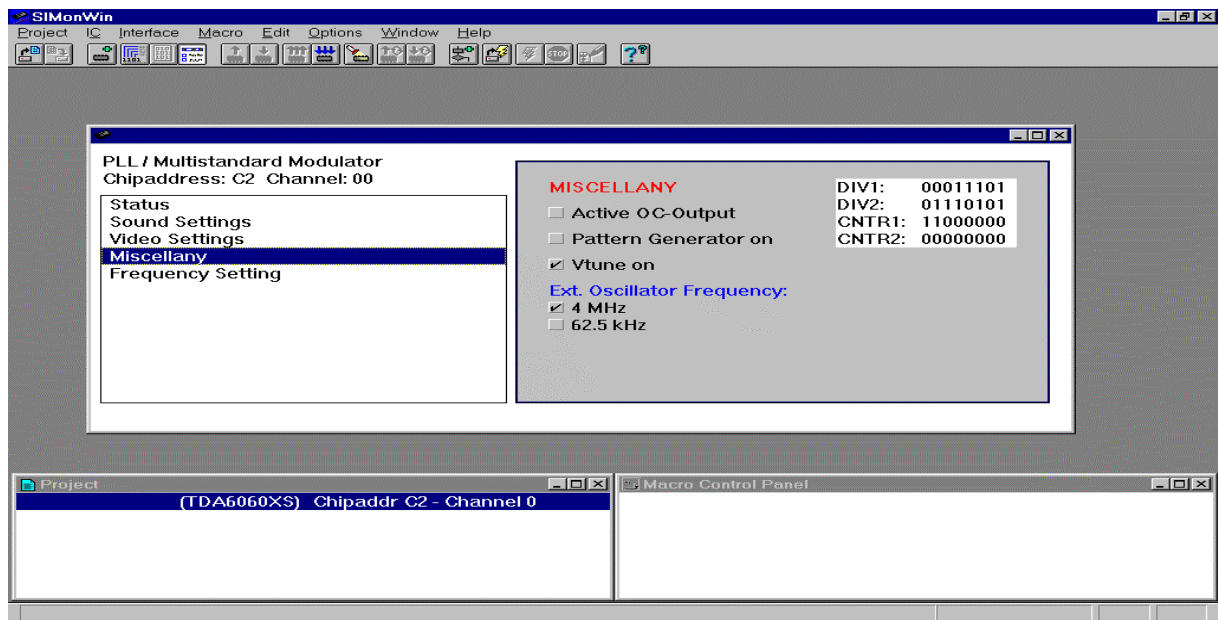 SIMonWin
Project IC Interface Macro Edit Options Window Help
PLL / Multistandard Modulator
Chipaddress: C2 Channel: 00
Status
Sound Settings
Video Settings
Miscellany
Frequency Setting
MISCELLANY
Active OC-Output
Pattern Generator on
Vtune on
Ext. Oscillator Frequency:
4 MHz
62.5 kHz
DIV1: 00011101
DIV2: 01110101
CNTR1: 11000000
CNTR2: 00000000
Project
(TDA6060XS) Chipaddr C2 - Channel 0
Macro Control Panel